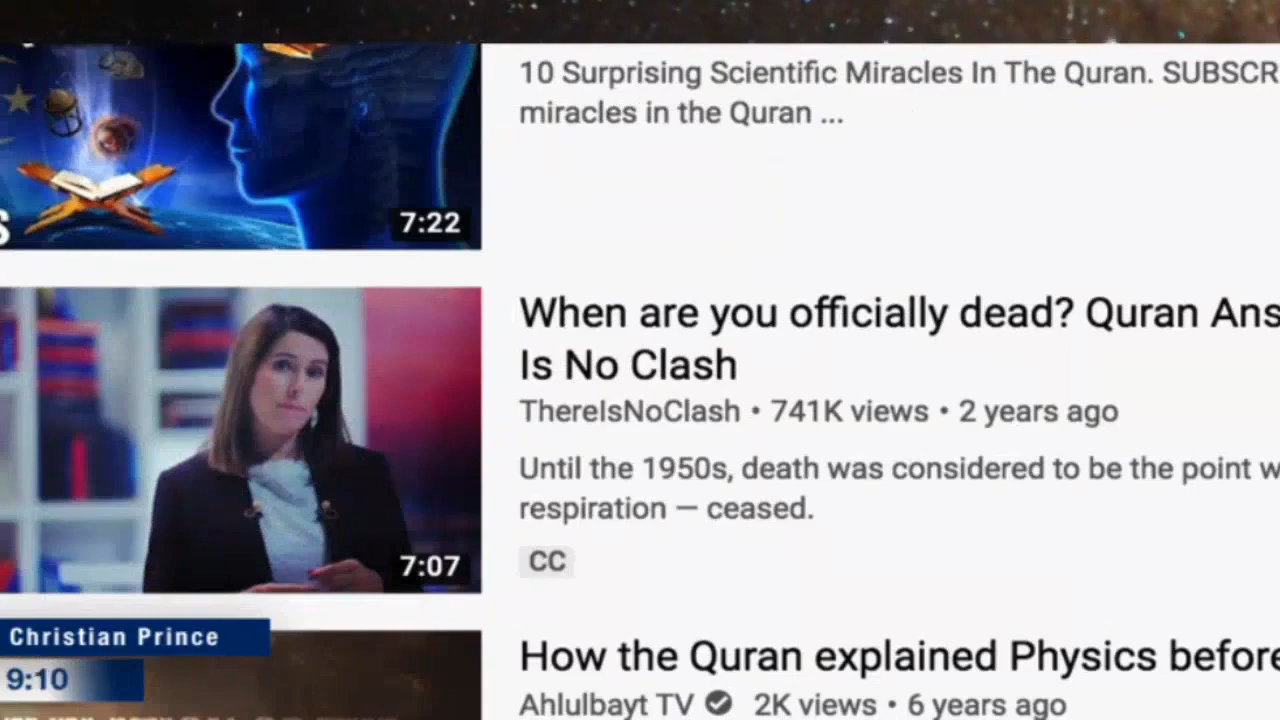 10 Surprising Scientific Miracles In The Quran. SUBSCR
miracles in the Quran ...
7:22
When are you officially dead? Quran Ans
Is No Clash
ThereIsNoClash • 741K views • 2 years ago
Until the 1950s, death was considered to be the point w
respiration — ceased.
7:07
CC
Christian Prince
9:10
How the Quran explained Physics before
Ahlulbayt TV 2K views • 6 years ago